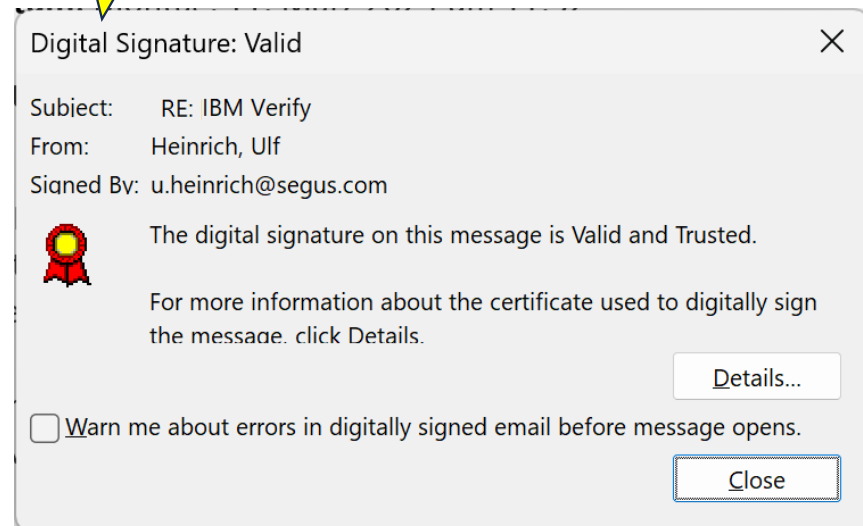 Digital Signature: Valid
Subject: RE: IBM Verify
From: Heinrich, Ulf
Signed By: u.heinrich@segus.com
The digital signature on this message is Valid and Trusted.
For more information about the certificate used to digitally sign
the message, click Details.
Details...
Warn me about errors in digitally signed email before message opens.
Close